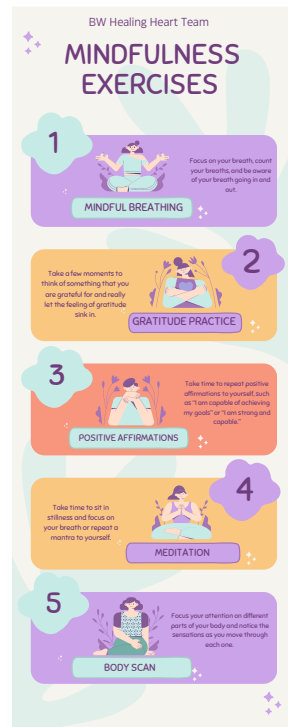 BW Healing Heart Team
MINDFULNESS
EXERCISES
1
Focus on your breath, count
your breaths, and be aware
of your breath going in and
out.
MINDFUL BREATHING
2
Take a few moments to
think of something that you
are grateful for and really
let the feeling of gratitude
sink in.
GRATITUDE PRACTICE
3
Take time to repeat positive
affirmations to yourself, such
as "I am capable of achieving
my goals" or "I am strong and
capable."
POSITIVE AFFIRMATIONS
4
Take time to sit in
stillness and focus on
your breath or repeat a
mantra to yourself.
MEDITATION
5
Focus your attention on different
parts of your body and notice the
sensations as you move through
each one.
BODY SCAN